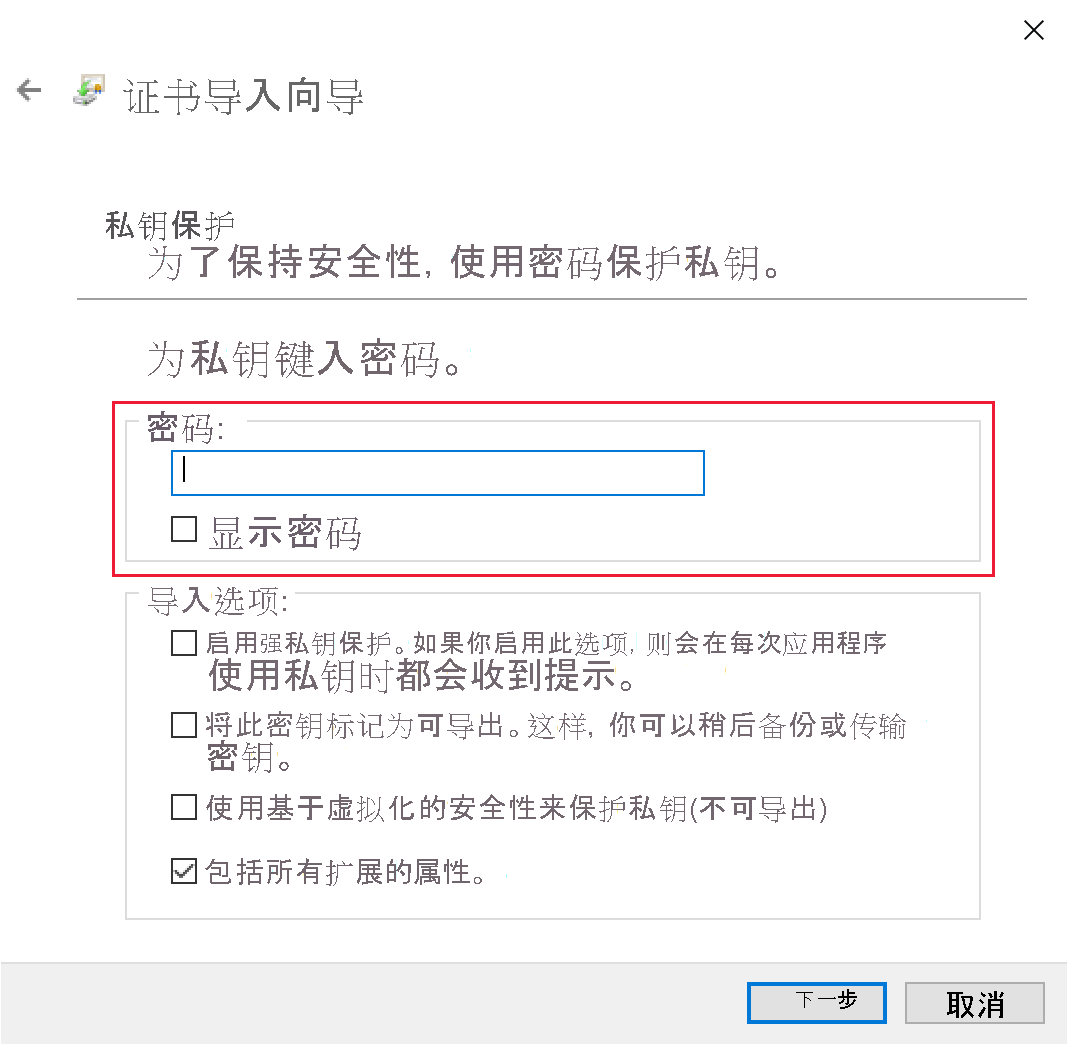 证书导入向导
私钥保护
为了保持安全性, 使用密码保护私钥。
为私钥键入密码。
密码:
显示密码
导入选项:
启用强私钥保护。如果你启用此选项, 则会在每次应用程序
使用私钥时都会收到提示。
将此密钥标记为可导出。这样, 你可以稍后备份或传输
密钥。
使用基于虚拟化的安全性来保护私钥(不可导出)
包括所有扩展的属性。
下一步
取消